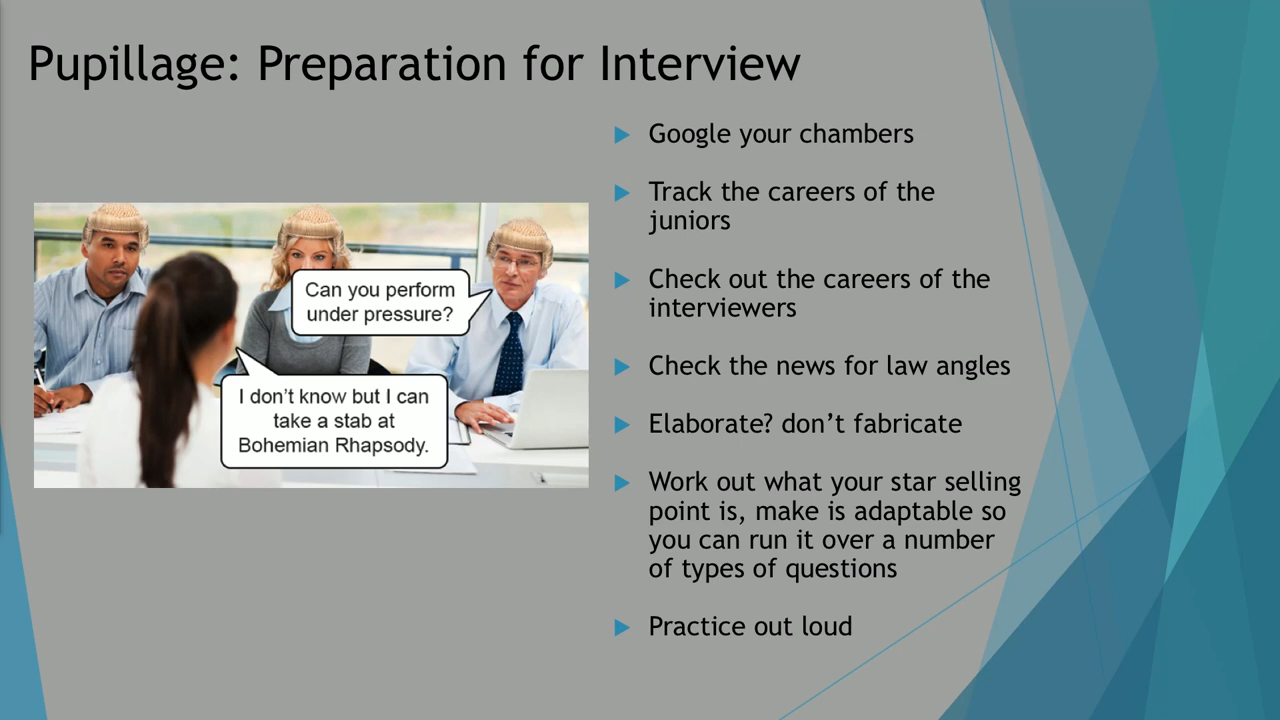 Pupillage: Preparation for Interview
Can you perform
under pressure?
I don't know but I can
take a stab at
Bohemian Rhapsody.
Google your chambers
Track the careers of the
juniors
Check out the careers of the
interviewers
Check the news for law angles
Elaborate? don’t fabricate
Work out what your star selling
point is, make is adaptable so
you can run it over a number
of types of questions
Practice out loud